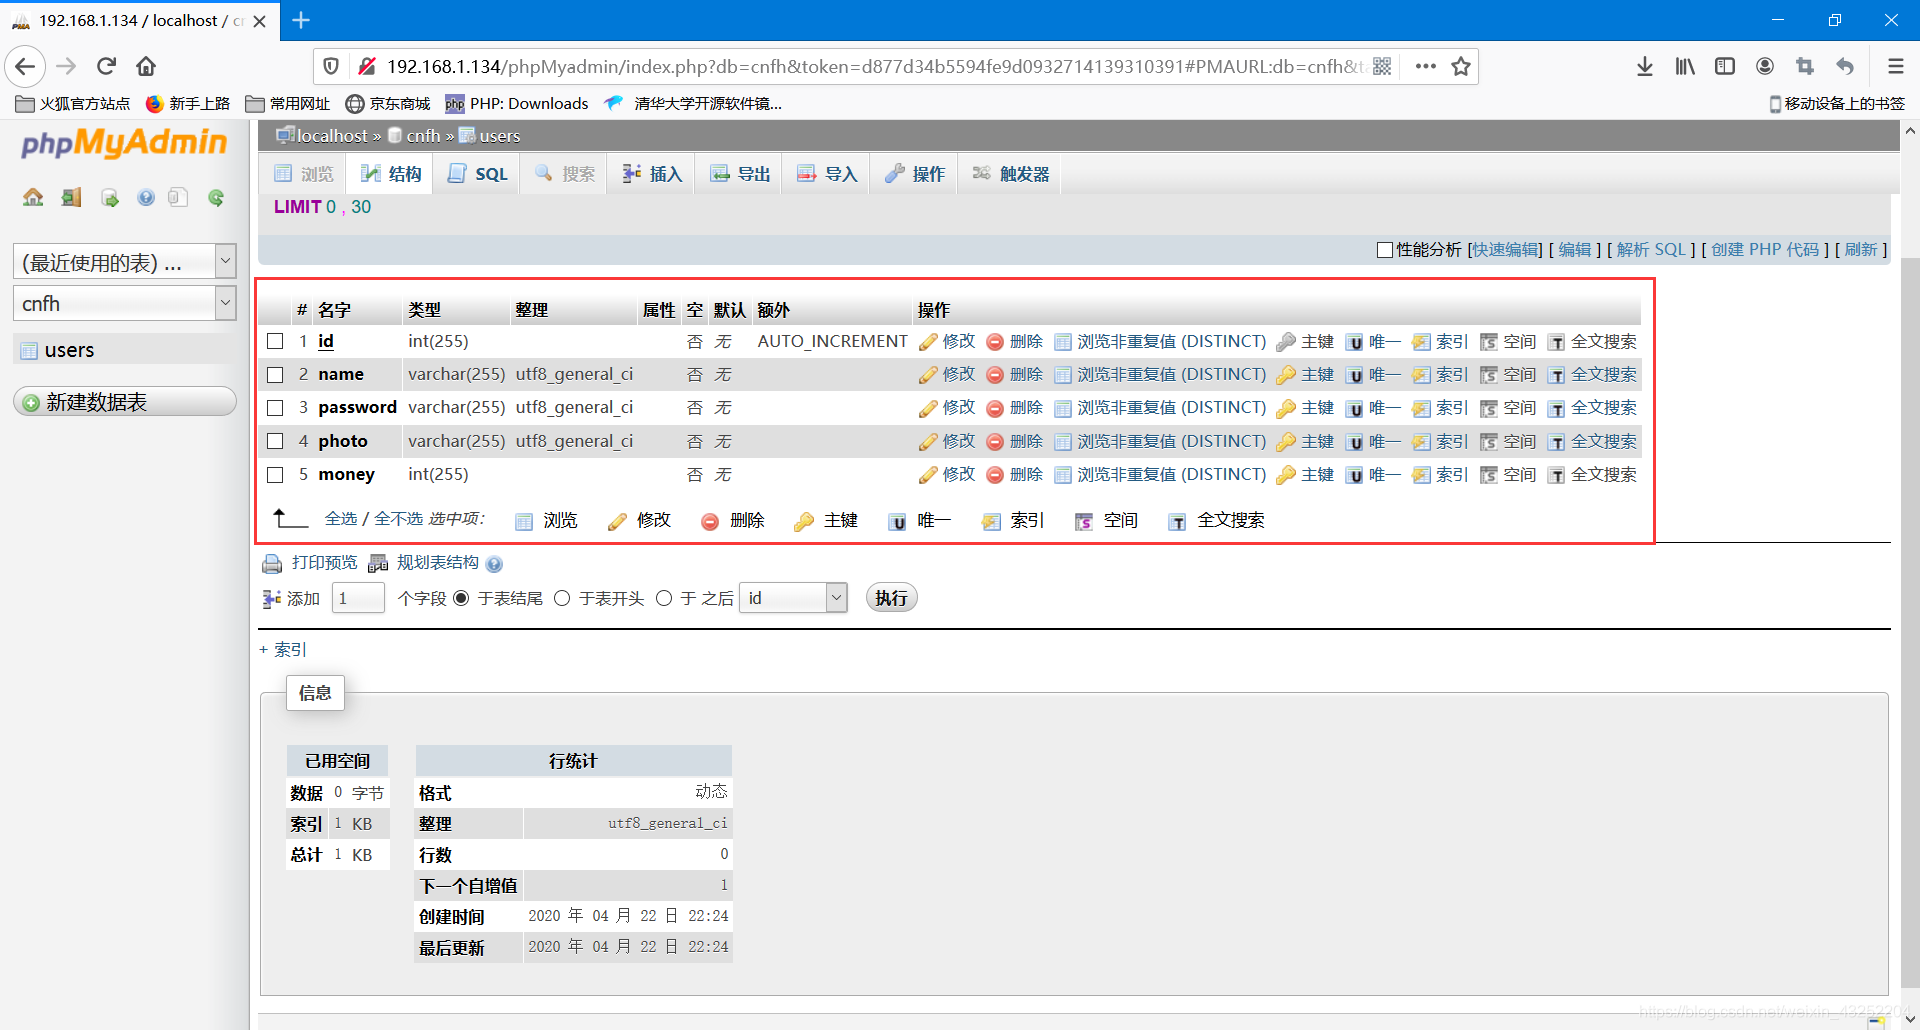 192.168.1.134 / localhost / cn
192.168.1.134/phpMyadmin/index.php?db=cnfh&token=d877d34b5594fe9d0932714139310391#PMAURL:db=cnfh&ta
火狐官方站点 新手上路 常用网址 京东商城 php PHP: Downloads 清华大学开源软件镜... 移动设备上的书签
phpMyAdmin
(最近使用的表) ...
cnfh
users
新建数据表
localhost » cnfh » users
浏览 结构 SQL 搜索 插入 导出 导入 操作 触发器
LIMIT 0 , 30
性能分析 [快速编辑] [ 编辑 ] [ 解析 SQL ] [ 创建 PHP 代码 ] [ 刷新 ]
# 名字 类型 整理 属性 空 默认 额外 操作
1 id int(255) 否 无 AUTO_INCREMENT 修改 删除 浏览非重复值 (DISTINCT) 主键 唯一 索引 空间 全文搜索
2 name varchar(255) utf8_general_ci 否 无 修改 删除 浏览非重复值 (DISTINCT) 主键 唯一 索引 空间 全文搜索
3 password varchar(255) utf8_general_ci 否 无 修改 删除 浏览非重复值 (DISTINCT) 主键 唯一 索引 空间 全文搜索
4 photo varchar(255) utf8_general_ci 否 无 修改 删除 浏览非重复值 (DISTINCT) 主键 唯一 索引 空间 全文搜索
5 money int(255) 否 无 修改 删除 浏览非重复值 (DISTINCT) 主键 唯一 索引 空间 全文搜索
全选 / 全不选 选中项: 浏览 修改 删除 主键 唯一 索引 空间 全文搜索
打印预览 规划表结构
添加 1 个字段 于表结尾 于表开头 于 之后 id 执行
+ 索引
信息
已用空间
数据 0 字节
索引 1 KB
总计 1 KB
行统计
格式 动态
整理 utf8_general_ci
行数 0
下一个自增值 1
创建时间 2020 年 04 月 22 日 22:24
最后更新 2020 年 04 月 22 日 22:24